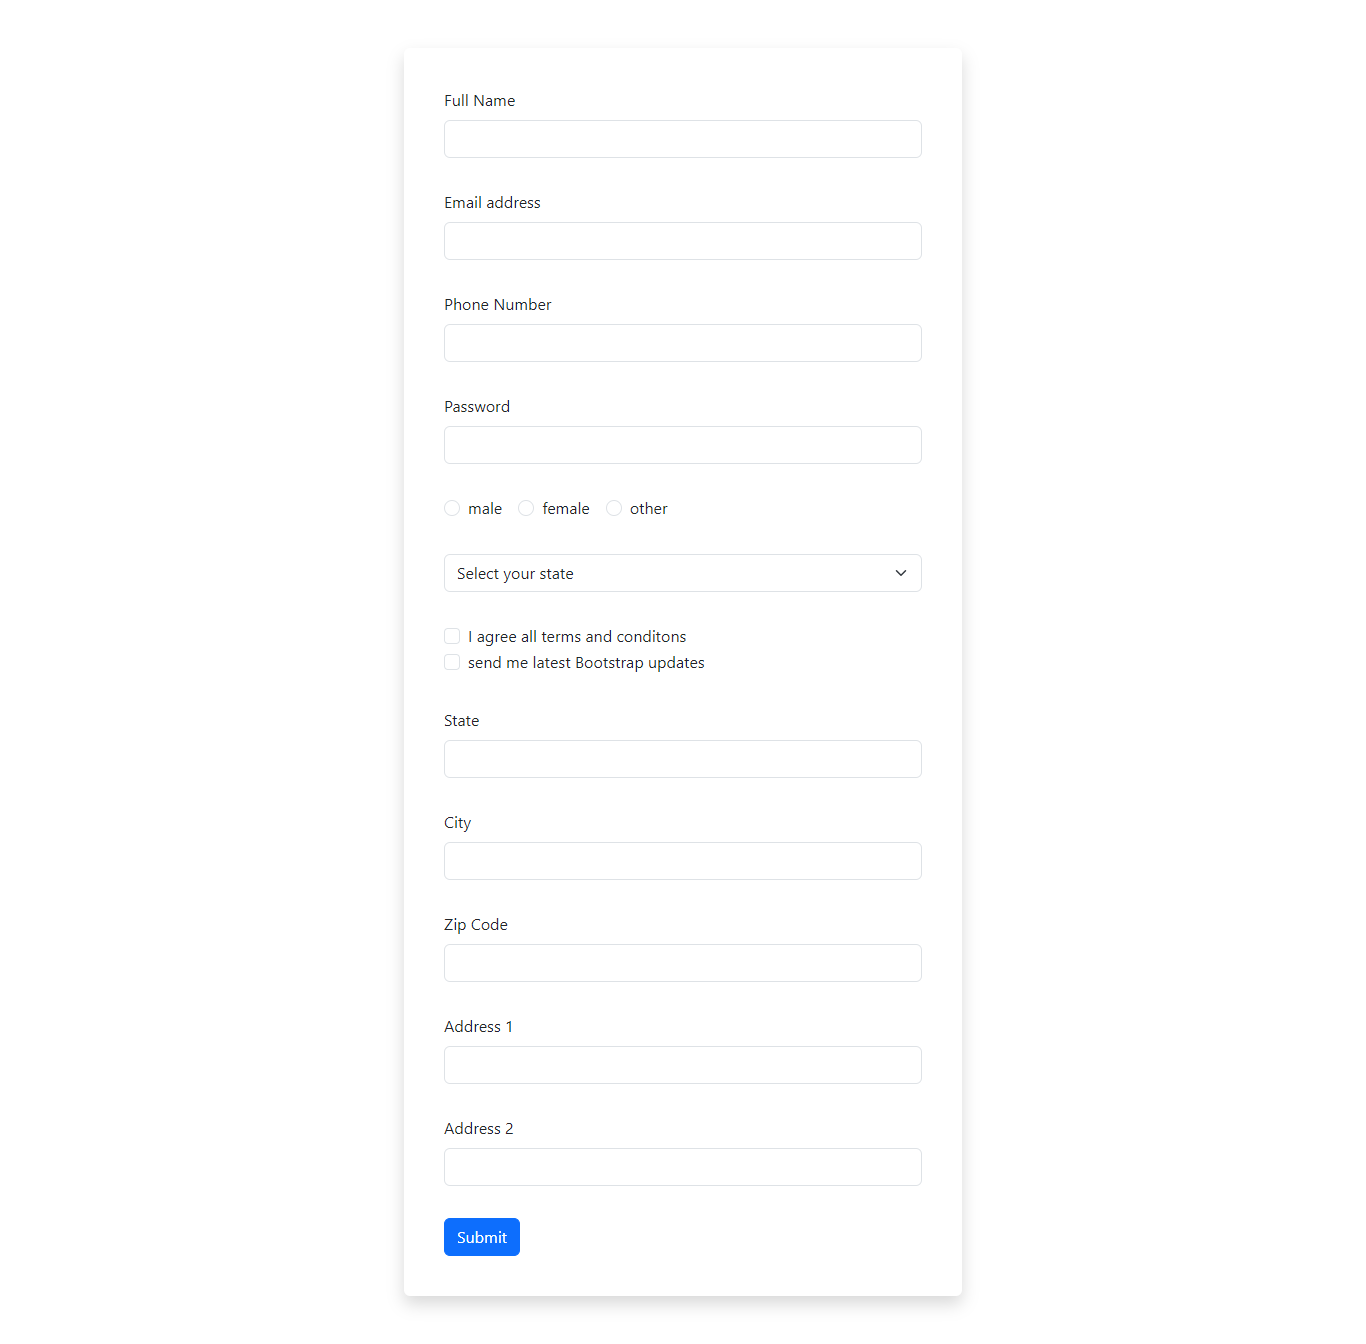 Full Name
Email address
Phone Number
Password
male female other
Select your state
I agree all terms and conditons
send me latest Bootstrap updates
State
City
Zip Code
Address 1
Address 2
Submit